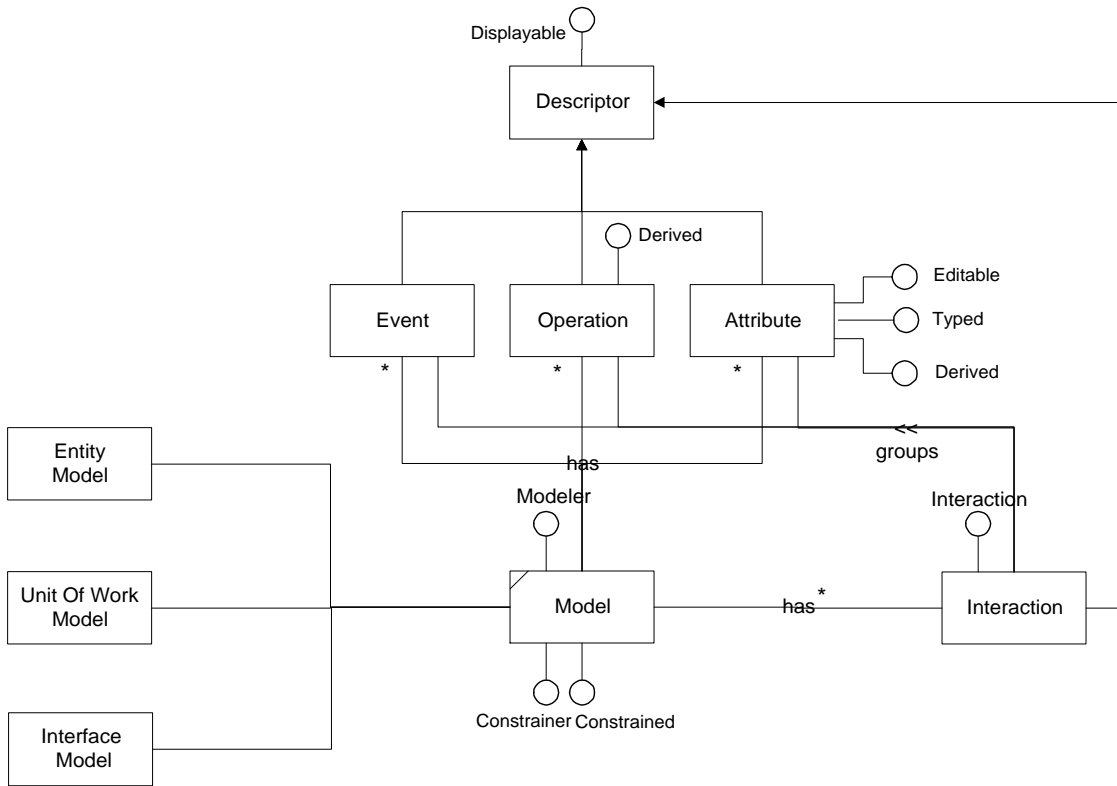 Displayable
Descriptor
Derived
Event
Operation
Attribute
Editable
Typed
Derived
*
*
*
groups
has
Entity
Model
Modeler
Interaction
Unit Of Work
Model
Model
has
*
Interaction
Constrainer
Constrained
Interface
Model